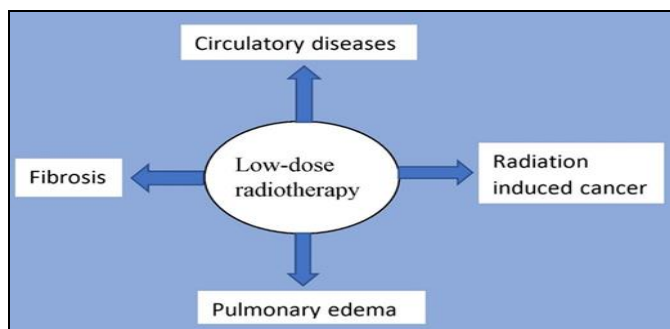 Circulatory diseases
Fibrosis
Low-dose
radiotherapy
Radiation
induced cancer
Pulmonary edema